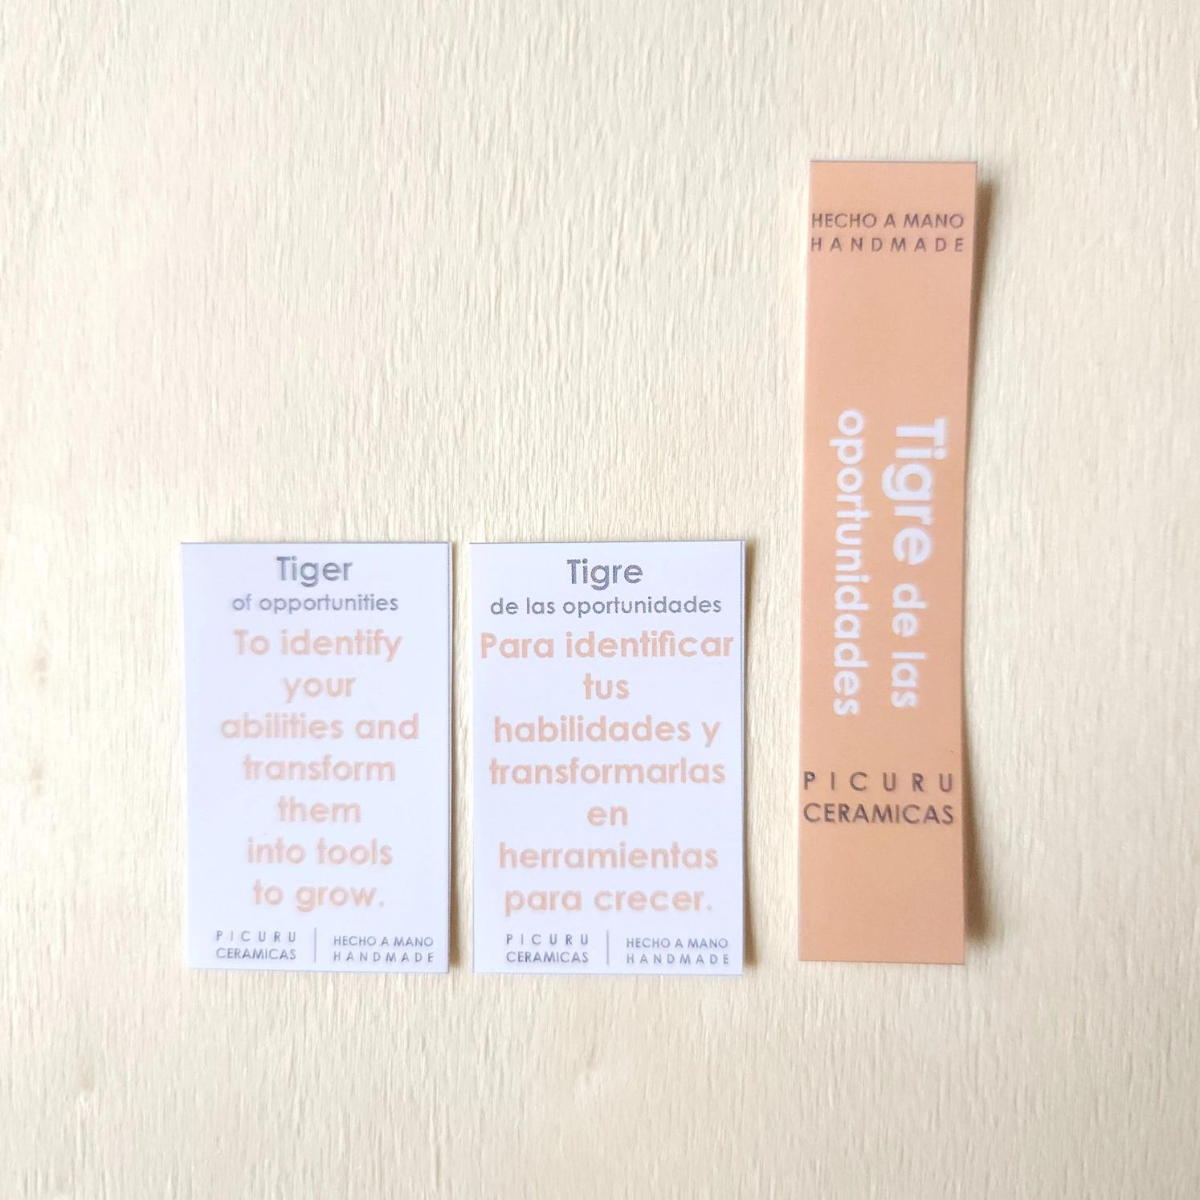 Tiger
of opportunities
To identify
your
abilities and
transform
them
into tools
to grow.
PICURU
CERAMICAS
HECHO A MANO
HANDMADE
Tigre
de las oportunidades
Para identificar
tus
habilidades y
transformarlas
en
herramientas
para crecer.
PICURU
CERAMICAS
HECHO A MANO
HANDMADE
HECHO A MANO
HANDMADE
Tigre de las
oportunidades
PICURU
CERAMICAS